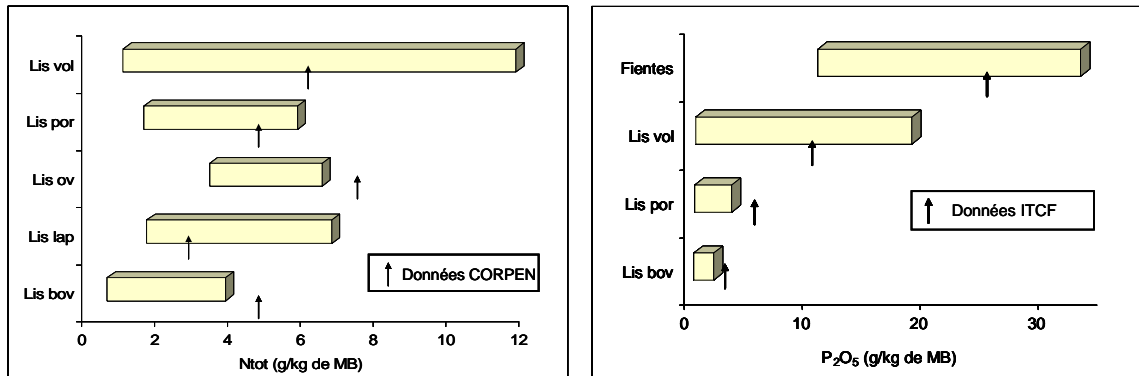 Lis vol
Lis por
Lis ov
Lis lap
Lis bov
0 2 4 6 8 10 12
Ntot (g/kg de MB)
Données CORPEN
Fientes
Lis vol
Lis por
Lis bov
0 10 20 30
P₂O₅ (g/kg de MB)
Données ITCF